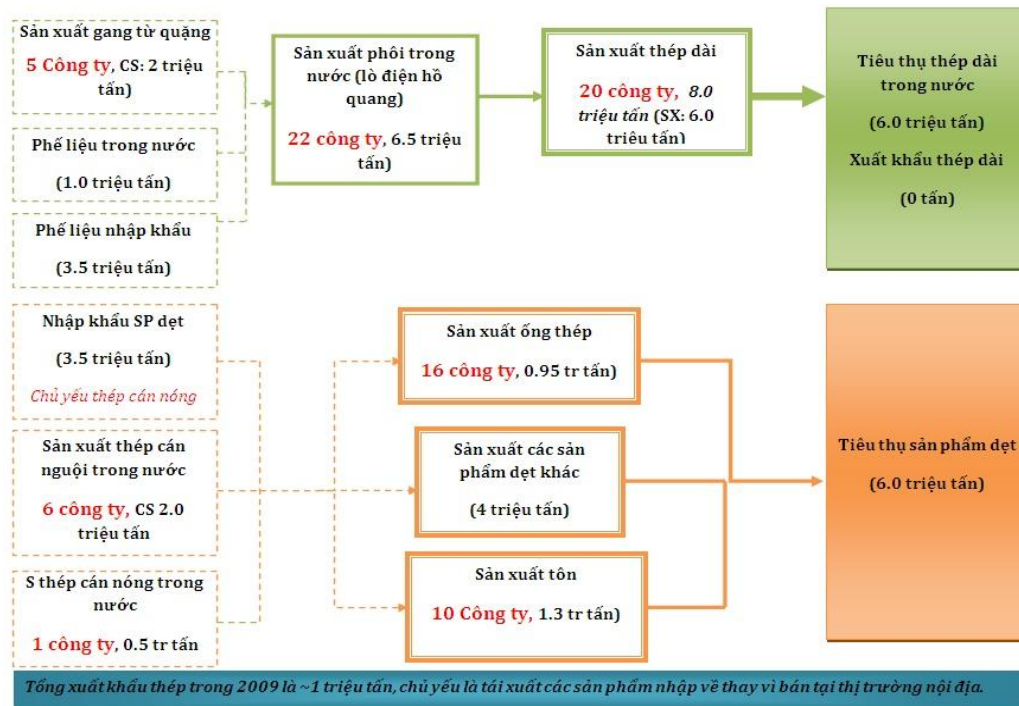 Sản xuất gang từ quặng
5 Công ty, CS: 2 triệu
tấn)
Phế liệu trong nước
(1.0 triệu tấn)
Phế liệu nhập khẩu
(3.5 triệu tấn)
Sản xuất phôi trong
nước (lò điện hồ
quang)
22 công ty, 6.5 triệu
tấn)
Sản xuất thép dài
20 công ty, 8.0
triệu tấn (SX: 6.0
triệu tấn)
Tiêu thụ thép dài
trong nước
(6.0 triệu tấn)
Xuất khẩu thép dài
(0 tấn)
Nhập khẩu SP dẹt
(3.5 triệu tấn)
Chủ yếu thép cán nóng
Sản xuất thép cán
nguội trong nước
6 công ty, CS 2.0
triệu tấn
S thép cán nóng trong
nước
1 công ty, 0.5 tr tấn
Sản xuất ống thép
16 công ty, 0.95 tr tấn)
Sản xuất các sản
phẩm dẹt khác
(4 triệu tấn)
Sản xuất tôn
10 Công ty, 1.3 tr tấn)
Tiêu thụ sản phẩm dẹt
(6.0 triệu tấn)
Tổng xuất khẩu thép trong 2009 là ~1 triệu tấn, chủ yếu là tái xuất các sản phẩm nhập về thay vì bán tại thị trường nội địa.